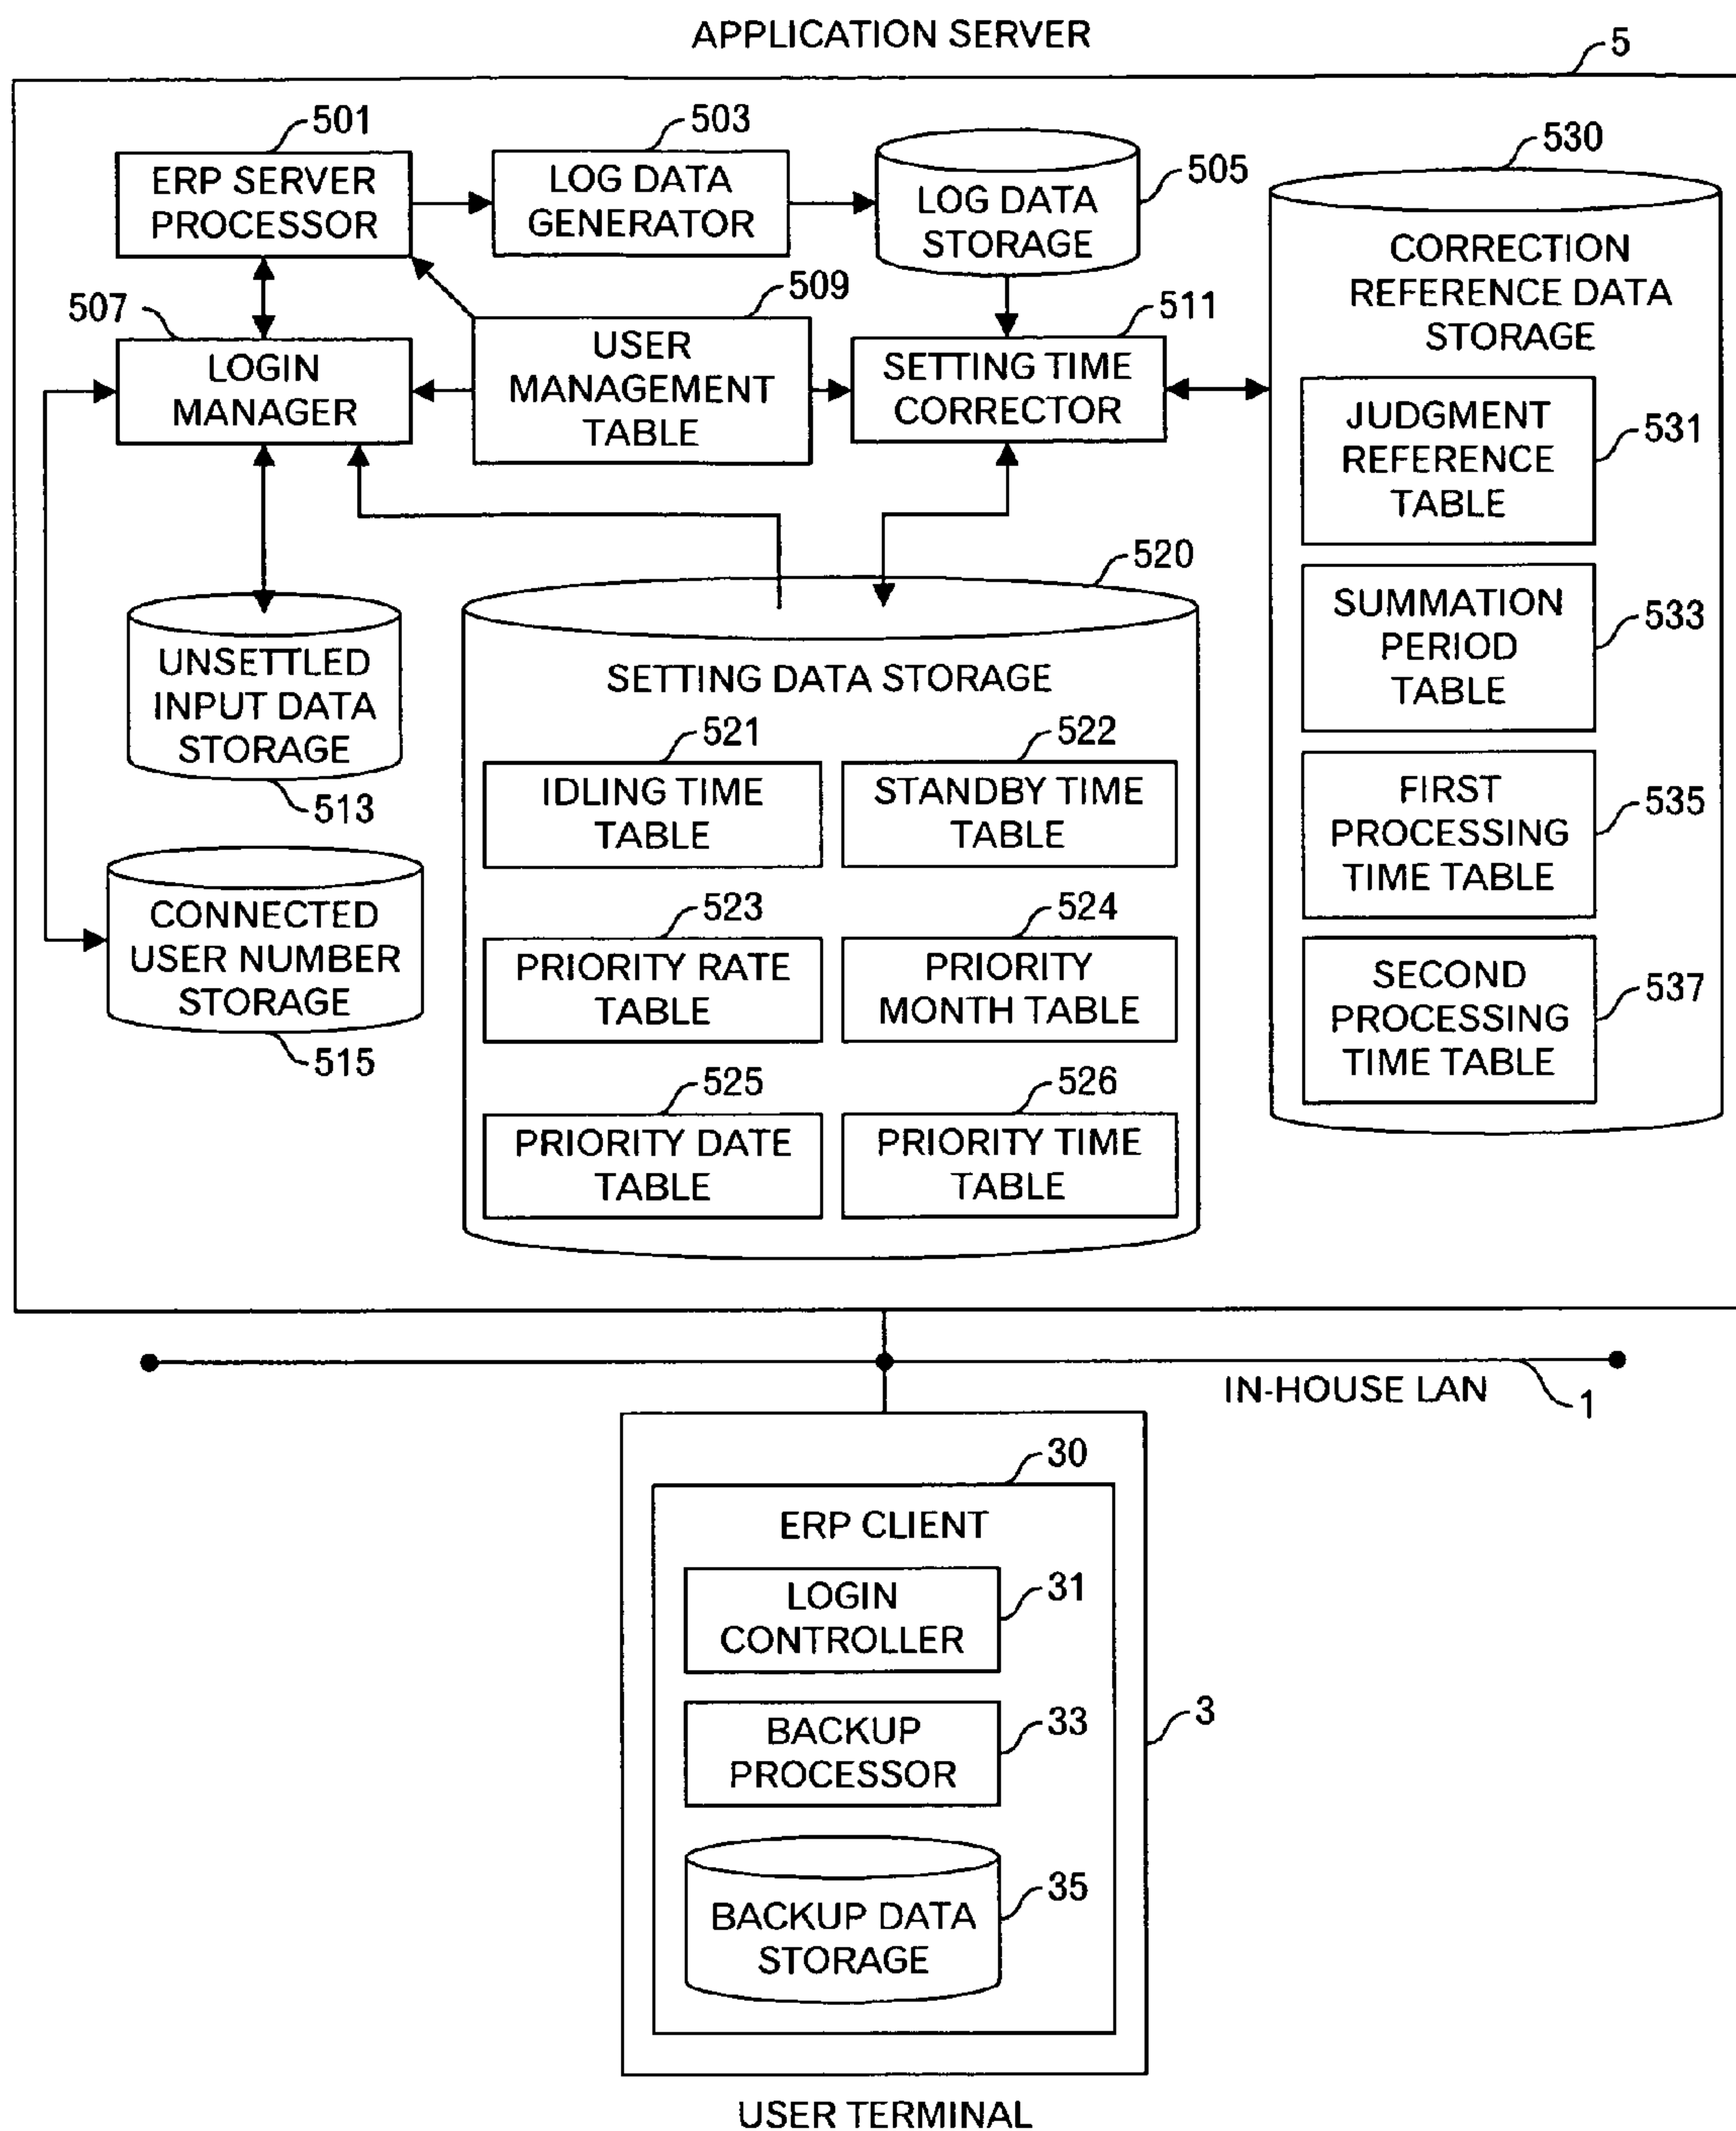 APPLICATION SERVER
5
501
ERP SERVER
PROCESSOR
503
LOG DATA
GENERATOR
505
LOG DATA
STORAGE
530
CORRECTION
REFERENCE DATA
STORAGE
507
LOGIN
MANAGER
509
USER
MANAGEMENT
TABLE
511
SETTING TIME
CORRECTOR
JUDGMENT
REFERENCE
TABLE
531
SUMMATION
PERIOD
TABLE
533
FIRST
PROCESSING
TIME TABLE
535
SECOND
PROCESSING
TIME TABLE
537
UNSETTLED
INPUT DATA
STORAGE
513
CONNECTED
USER NUMBER
STORAGE
515
520
SETTING DATA STORAGE
521
IDLING TIME
TABLE
522
STANDBY TIME
TABLE
523
PRIORITY RATE
TABLE
524
PRIORITY
MONTH TABLE
525
PRIORITY DATE
TABLE
526
PRIORITY TIME
TABLE
IN-HOUSE LAN
1
30
ERP CLIENT
LOGIN
CONTROLLER
31
BACKUP
PROCESSOR
33
3
BACKUP DATA
STORAGE
35
USER TERMINAL